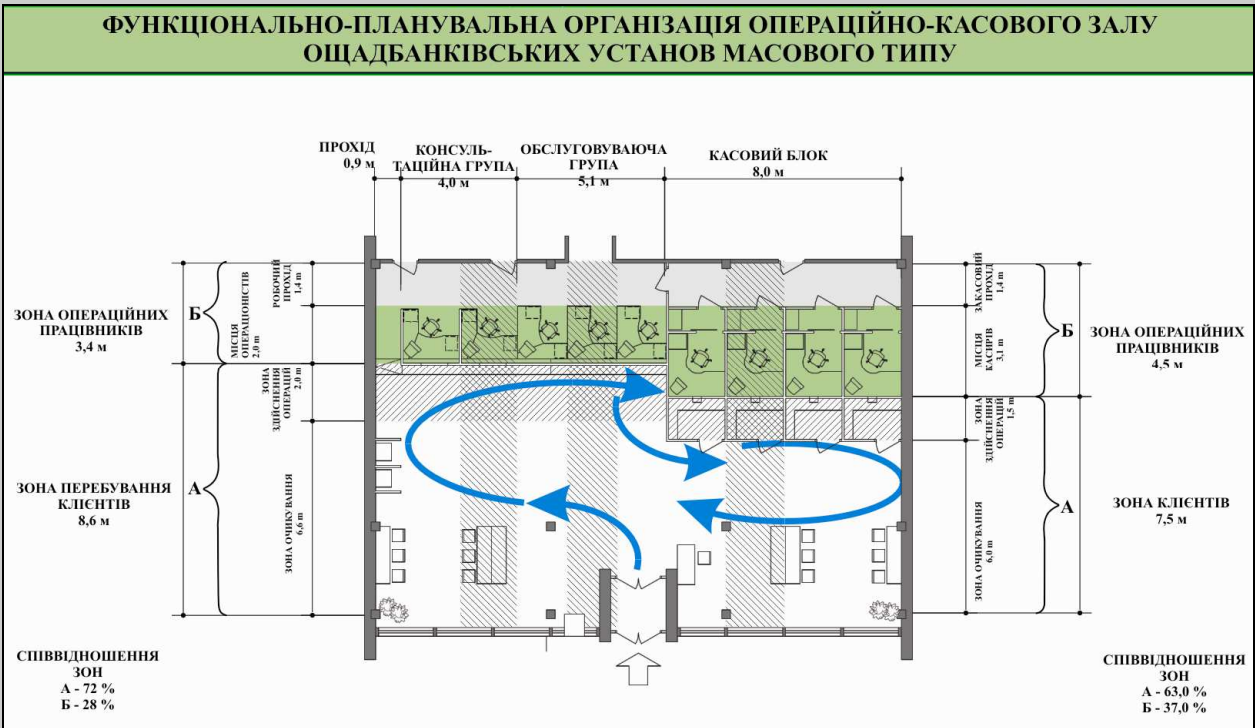 ФУНКЦІОНАЛЬНО-ПЛАНУВАЛЬНА ОРГАНІЗАЦІЯ ОПЕРАЦІЙНО-КАСОВОГО ЗАЛУ
ОЩАДБАНКІВСЬКИХ УСТАНОВ МАСОВОГО ТИПУ
ПРОХІД
0,9 м
КОНСУЛЬ-
ТАЦІЙНА ГРУПА
4,0 м
ОБСЛУГОВУВАЮЧА
ГРУПА
5,1 м
КАСОВИЙ БЛОК
8,0 м
ЗОНА ОПЕРАЦІЙНИХ
ПРАЦІВНИКІВ
3,4 м
Б
МІСЦЯ
ОПЕРАЦІОНІСТІВ
2,0 м
РОБОЧИЙ
ПРОХІД
1,4 m
ЗОНА
ЗДІЙСНЕННЯ
ОПЕРАЦІЙ
2,0 m
ЗОНА ПЕРЕБУВАННЯ
КЛІЄНТІВ
8,6 м
А
ЗОНА ОЧИКУВАННЯ
6,6 m
ЗАКАСОВИЙ
ПРОХІД
1,4 m
МІСЦЯ
КАСИРІВ
3,1 m
Б
ЗОНА ОПЕРАЦІЙНИХ
ПРАЦІВНИКІВ
4,5 м
ЗОНА
ЗДІЙСНЕННЯ
ОПЕРАЦІЙ
1,5 m
ЗОНА ОЧИКУВАННЯ
6,0 m
А
ЗОНА КЛІЄНТІВ
7,5 м
СПІВВІДНОШЕННЯ
ЗОН
А - 72 %
Б - 28 %
СПІВВІДНОШЕННЯ
ЗОН
А - 63,0 %
Б - 37,0 %